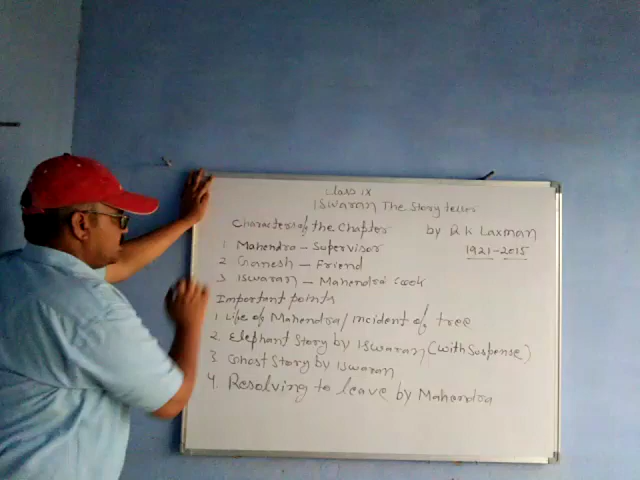 Class IX
Iswaran The Story teller
Characters of the Chapter by R K Laxman
1921-2015
1 Mahendra - Supervisor
2 Ganesh - Friend
3 Iswaran - Mahendra cook
Important points
1 Life of Mahendra / incident of tree
2 Elephant Story by Iswaran (with Suspense)
3 Ghost Story by Iswaran
4. Resolving to leave by Mahandra